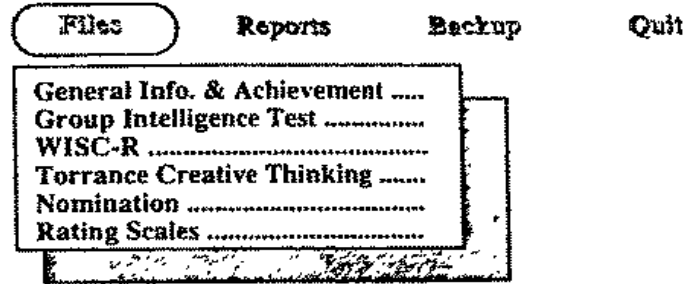 Files Reports Backup Quit
General Info. & Achievement .....
Group Intelligence Test ...............
WISC-R ..........................................
Torrance Creative Thinking .......
Nomination ....................................
Rating Scales .................................